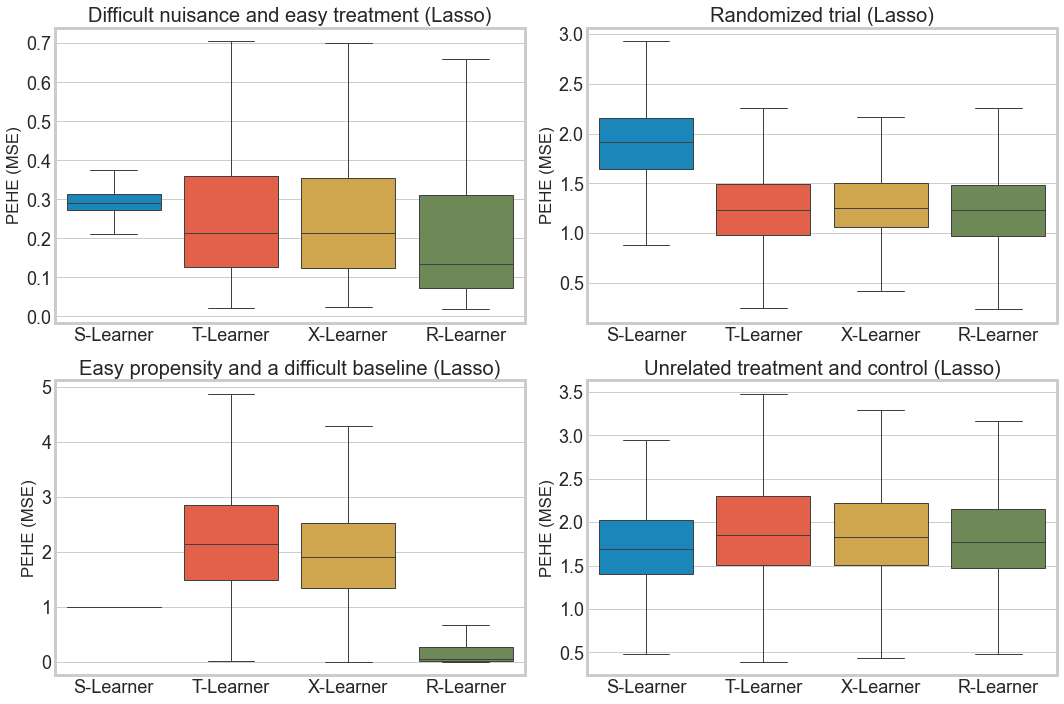 Difficult nuisance and easy treatment (Lasso)
PEHE (MSE)
0.7
0.6
0.5
0.4
0.3
0.2
0.1
0.0
S-Learner T-Learner X-Learner R-Learner
Randomized trial (Lasso)
PEHE (MSE)
3.0
2.5
2.0
1.5
1.0
0.5
S-Learner T-Learner X-Learner R-Learner
Easy propensity and a difficult baseline (Lasso)
PEHE (MSE)
5
4
3
2
1
0
S-Learner T-Learner X-Learner R-Learner
Unrelated treatment and control (Lasso)
PEHE (MSE)
3.5
3.0
2.5
2.0
1.5
1.0
0.5
S-Learner T-Learner X-Learner R-Learner